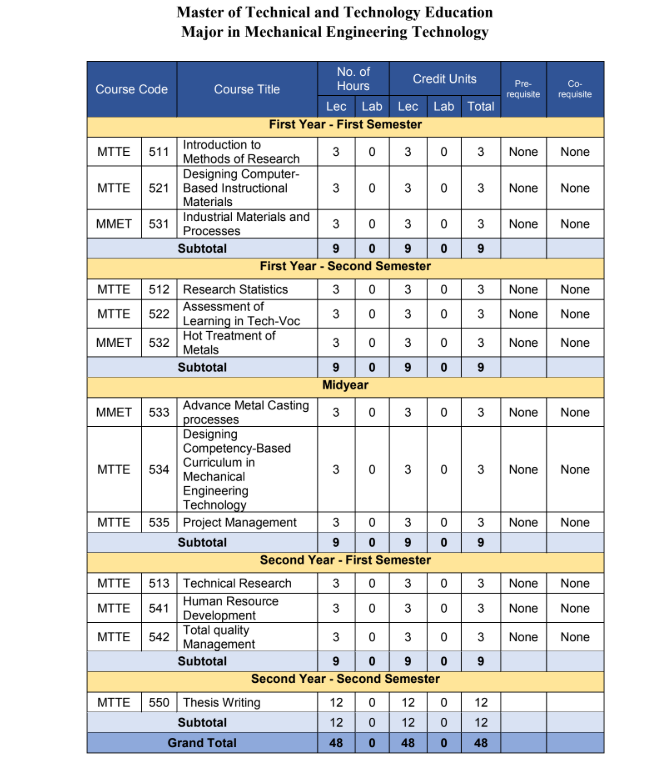 Master of Technical and Technology Education
Major in Mechanical Engineering Technology
Course Code Course Title No. of Hours Credit Units Pre-requisite Co-requisite
Lec Lab Lec Lab Total
First Year - First Semester
MTTE 511 Introduction to Methods of Research 3 0 3 0 3 None None
MTTE 521 Designing Computer-Based Instructional Materials 3 0 3 0 3 None None
MMET 531 Industrial Materials and Processes 3 0 3 0 3 None None
Subtotal 9 0 9 0 9
First Year - Second Semester
MTTE 512 Research Statistics 3 0 3 0 3 None None
MTTE 522 Assessment of Learning in Tech-Voc 3 0 3 0 3 None None
MMET 532 Hot Treatment of Metals 3 0 3 0 3 None None
Subtotal 9 0 9 0 9
Midyear
MMET 533 Advance Metal Casting processes 3 0 3 0 3 None None
MTTE 534 Designing Competency-Based Curriculum in Mechanical Engineering Technology 3 0 3 0 3 None None
MTTE 535 Project Management 3 0 3 0 3 None None
Subtotal 9 0 9 0 9
Second Year - First Semester
MTTE 513 Technical Research 3 0 3 0 3 None None
MTTE 541 Human Resource Development 3 0 3 0 3 None None
MTTE 542 Total quality Management 3 0 3 0 3 None None
Subtotal 9 0 9 0 9
Second Year - Second Semester
MTTE 550 Thesis Writing 12 0 12 0 12
Subtotal 12 0 12 0 12
Grand Total 48 0 48 0 48